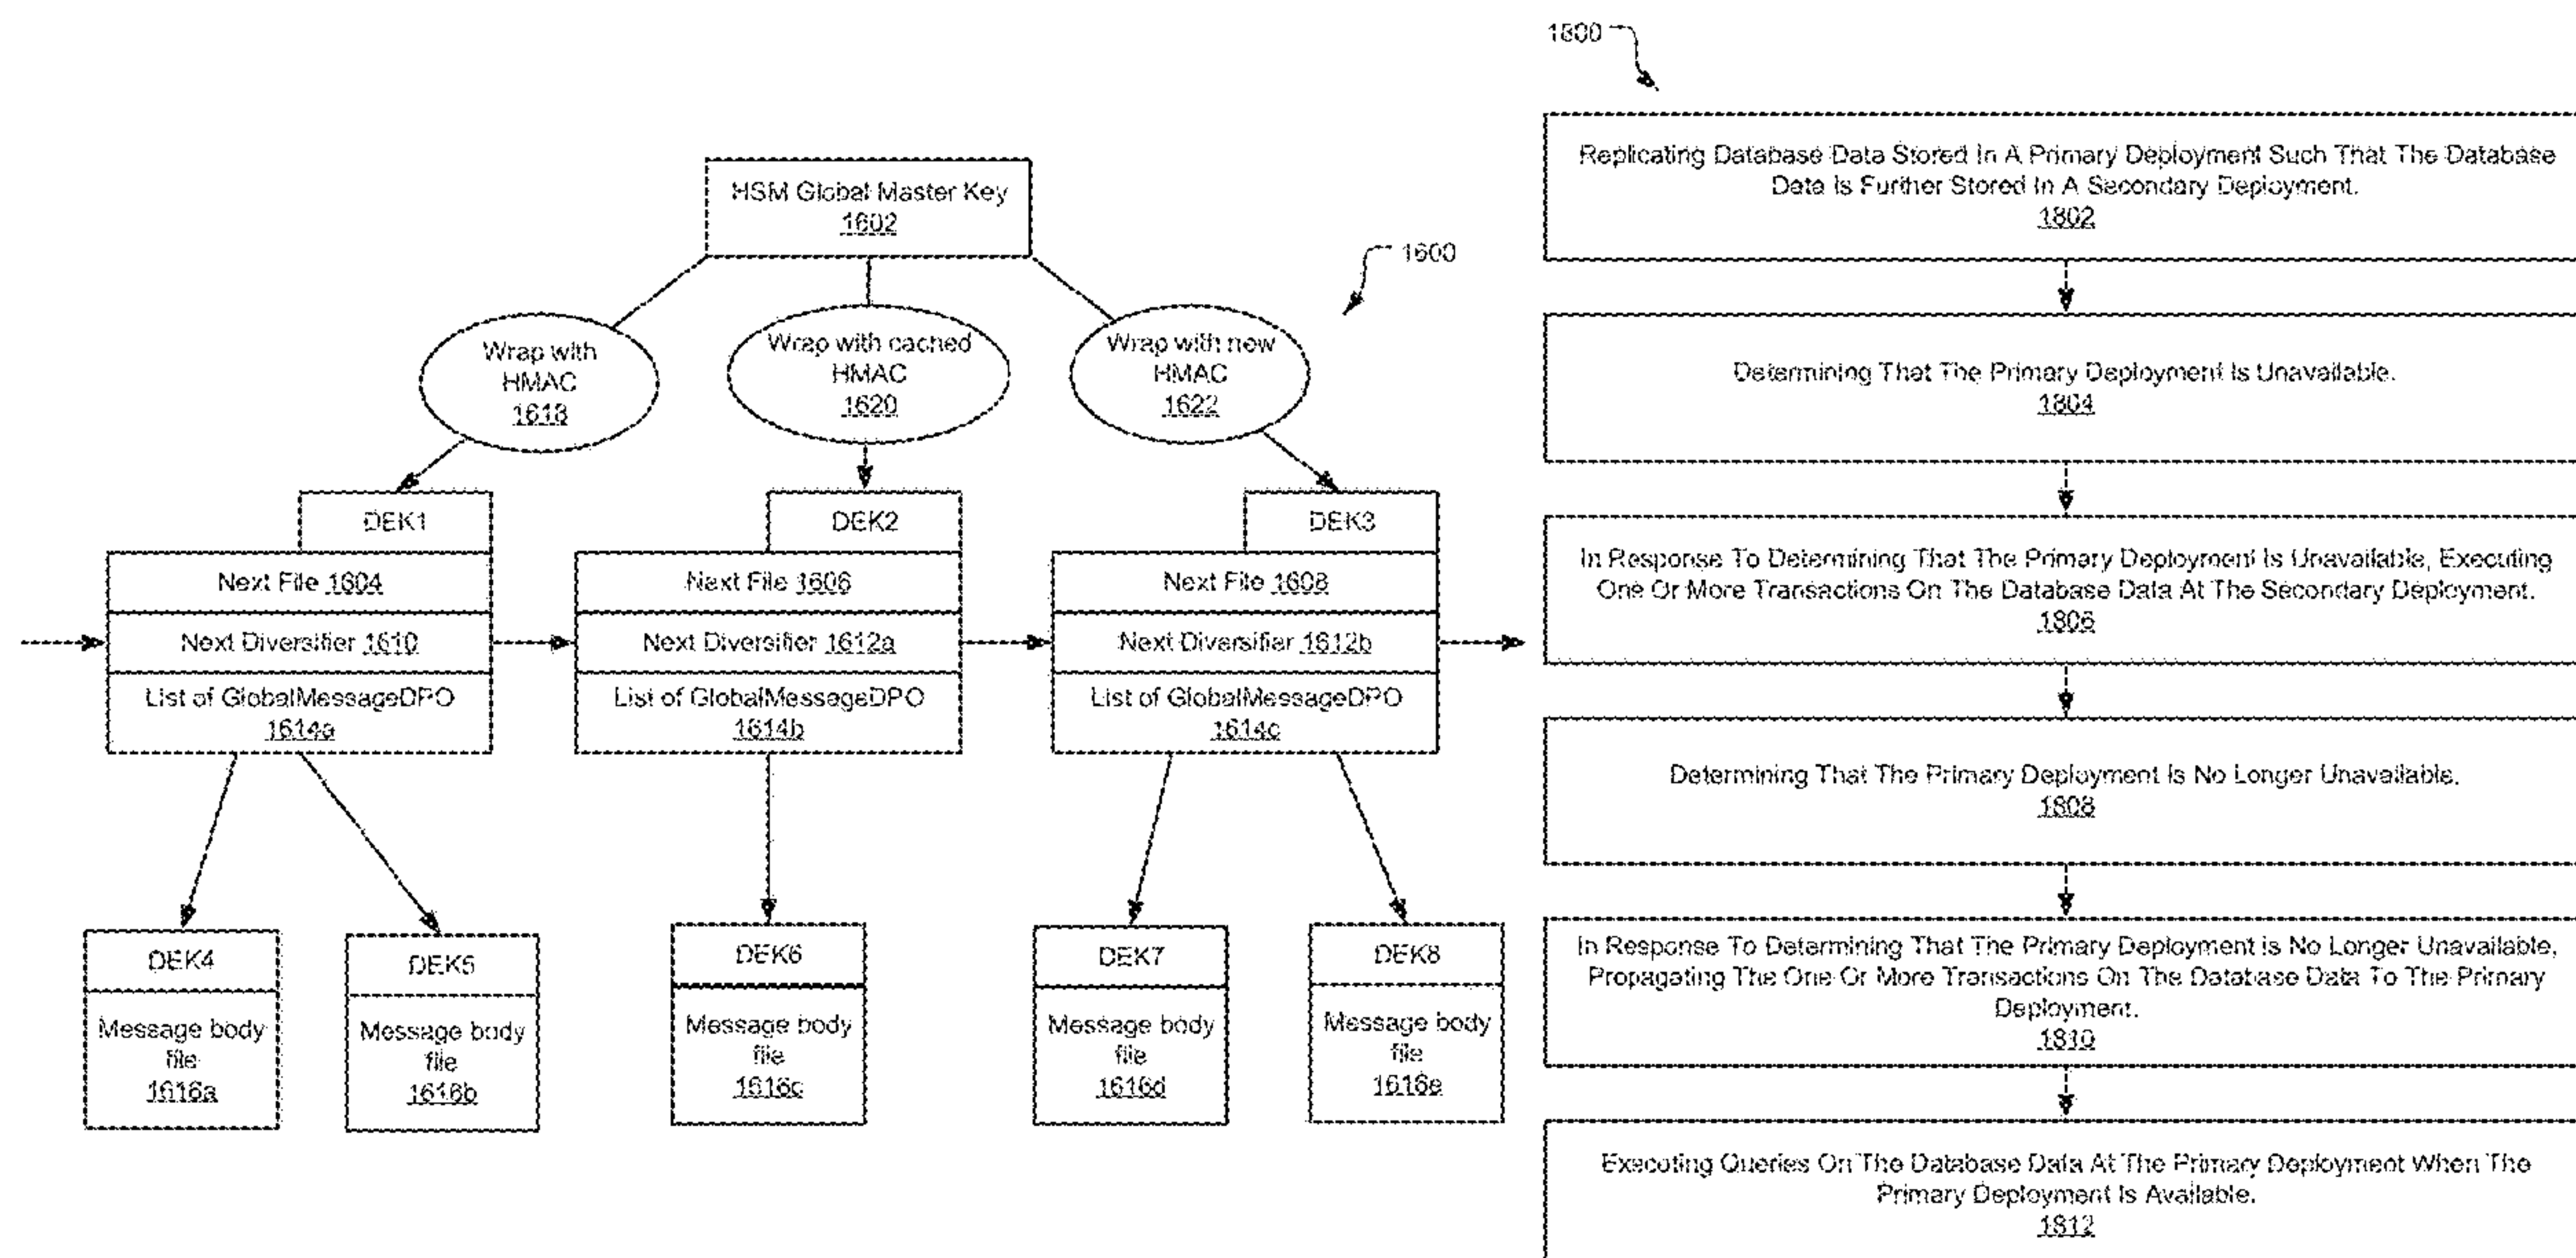 HSM Global Master Key
1602
1600
Wrap with
HMAC
1618
Wrap with cached
HMAC
1620
Wrap with new
HMAC
1622
DEK1
Next File 1604
Next Diversifier 1610
List of GlobalMessageDPO
1614a
DEK2
Next File 1606
Next Diversifier 1612a
List of GlobalMessageDPO
1614b
DEK3
Next File 1608
Next Diversifier 1612b
List of GlobalMessageDPO
1614c
DEK4
Message body
file
1616a
DEK5
Message body
file
1616b
DEK6
Message body
file
1616c
DEK7
Message body
file
1616d
DEK8
Message body
file
1616e
1800
Replicating Database Data Stored In A Primary Deployment Such That The Database
Data Is Further Stored In A Secondary Deployment.
1802
Determining That The Primary Deployment Is Unavailable.
1804
In Response To Determining That The Primary Deployment Is Unavailable, Executing
One Or More Transactions On The Database Data At The Secondary Deployment.
1806
Determining That The Primary Deployment Is No Longer Unavailable.
1808
In Response To Determining That The Primary Deployment is No Longer Unavailable,
Propagating The One Or More Transactions On The Database Data To The Primary
Deployment.
1810
Executing Queries On The Database Data At The Primary Deployment When The
Primary Deployment Is Available.
1812